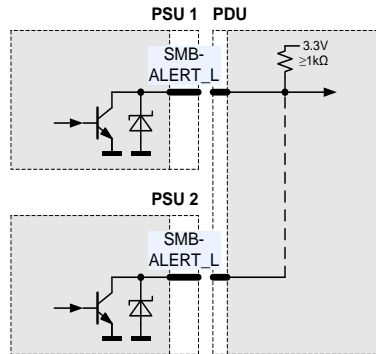 PSU 1 PDU
SMB-
ALERT_L
3.3V
≥1kΩ
PSU 2
SMB-
ALERT_L